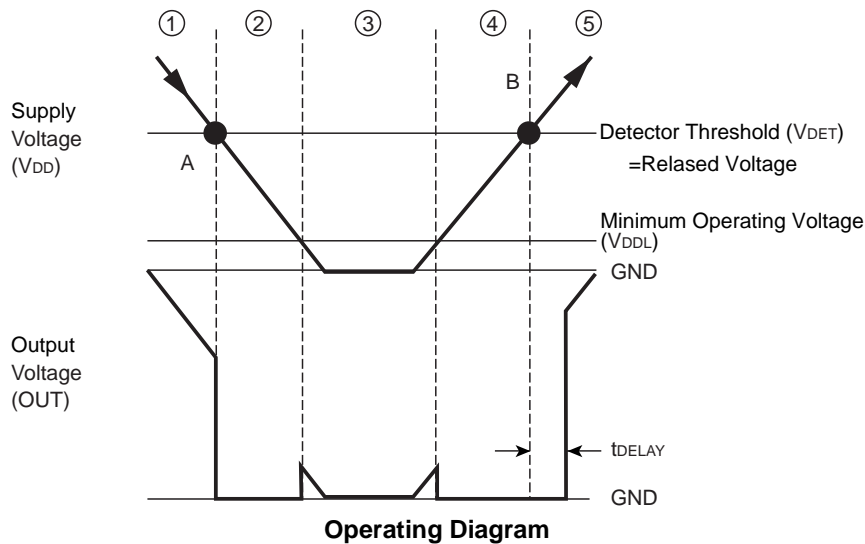 ① ② ③ ④ ⑤
B
Supply
Voltage
(VDD)
A
Detector Threshold (VDET)
=Relased Voltage
Minimum Operating Voltage
(VDDL)
GND
Output
Voltage
(OUT)
tDELAY
GND
Operating Diagram